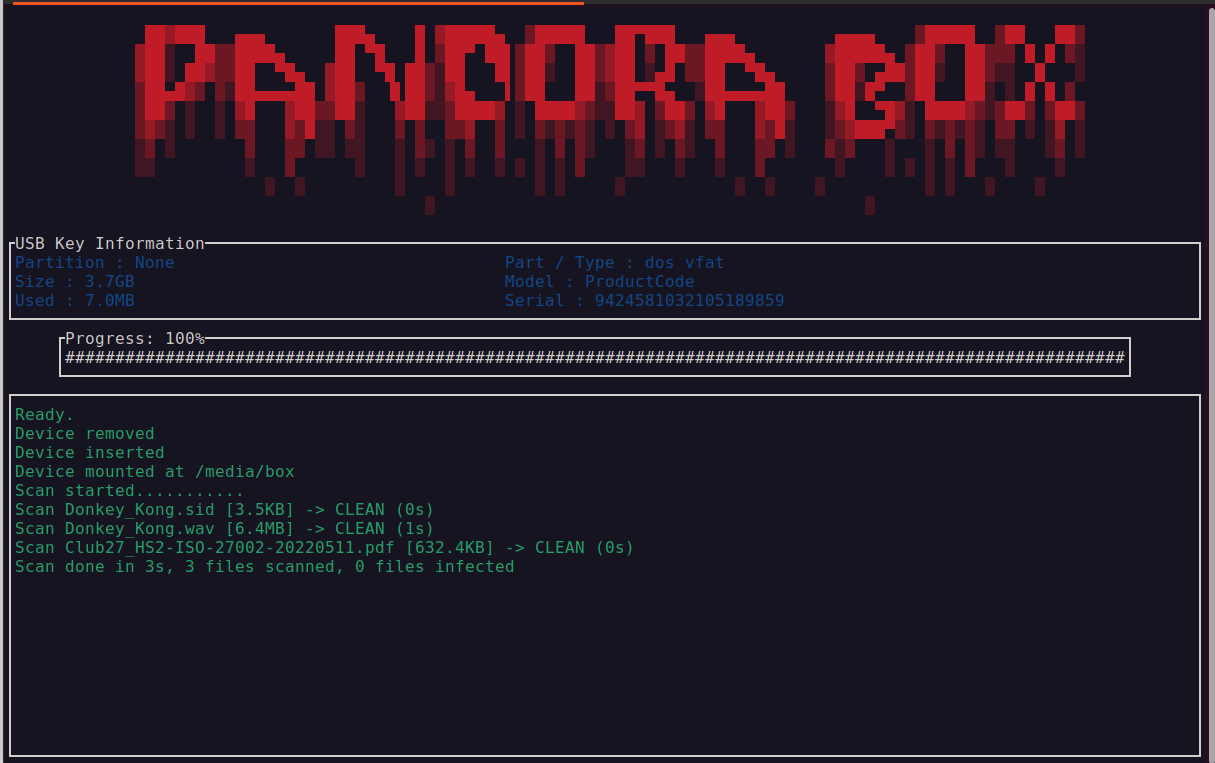 PANDORA BOX
USB Key Information
Partition : None
Part / Type : dos vfat
Size : 3.7GB
Model : ProductCode
Used : 7.0MB
Serial : 9424581032105189859
Progress: 100%
##########################################################################################################
Ready.
Device removed
Device inserted
Device mounted at /media/box
Scan started...........
Scan Donkey_Kong.sid [3.5KB] -> CLEAN (0s)
Scan Donkey_Kong.wav [6.4MB] -> CLEAN (1s)
Scan Club27_HS2-ISO-27002-20220511.pdf [632.4KB] -> CLEAN (0s)
Scan done in 3s, 3 files scanned, 0 files infected